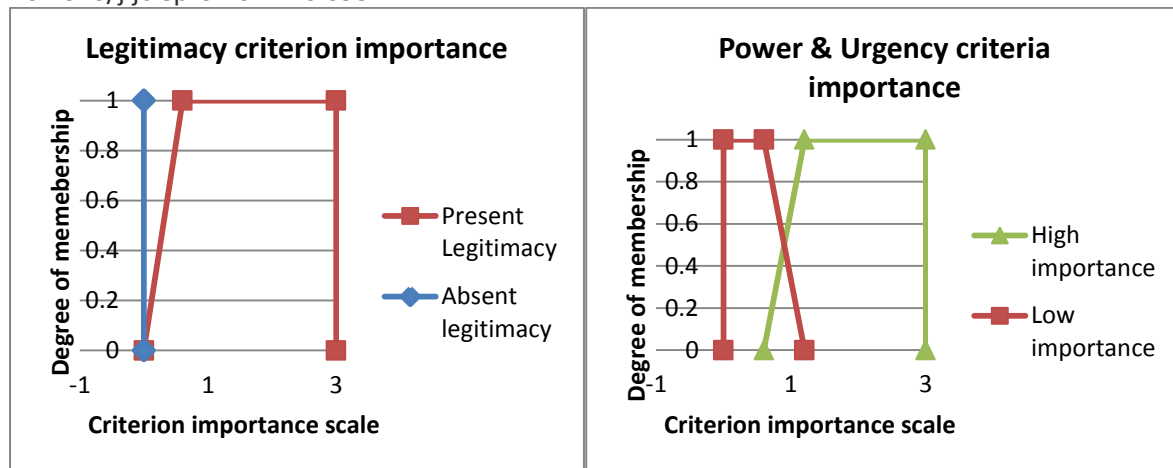 Legitimacy criterion importance
Degree of memebership
1
0.8
0.6
0.4
0.2
0
-1
1
3
Criterion importance scale
Present
Legitimacy
Absent
legitimacy
Power & Urgency criteria
importance
Degree of membership
1
0.8
0.6
0.4
0.2
0
-1
1
3
Criterion importance scale
High
importance
Low
importance